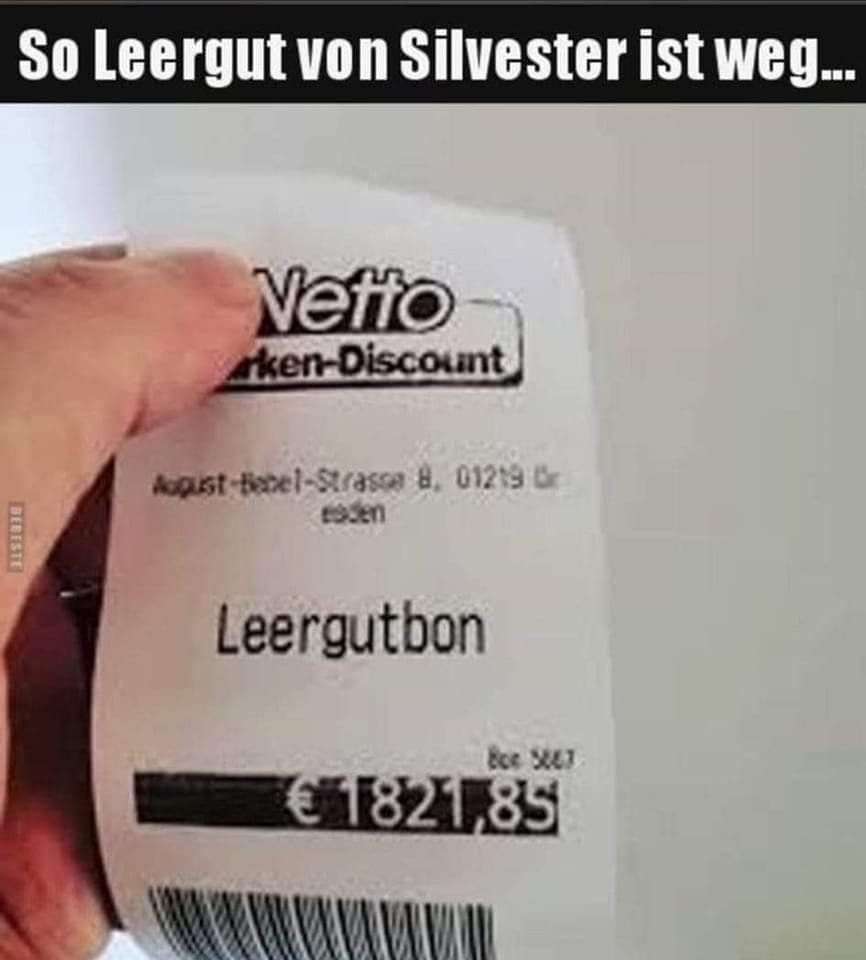 So Leergut von Silvester ist weg...
Netto
rken-Discount
August-Bebel-Strasse 8, 01219 Dr
esden
Leergutbon
Bon
€ 1821,85
DEBESTE